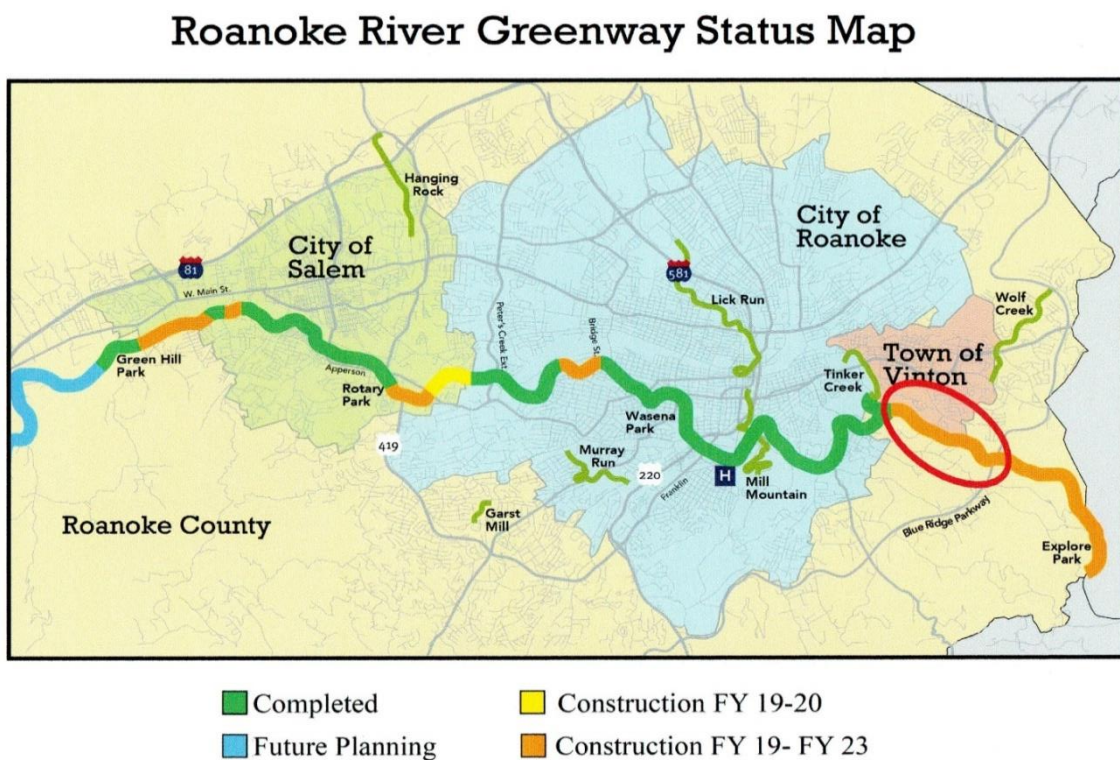 Roanoke River Greenway Status Map
Hanging
Rock
City of
Salem
City of
Roanoke
81
581
W. Main St.
Lick Run
Wolf
Creek
Peter's Creek Ext.
Bridge St.
Green Hill
Park
Apperson
Town of
Vinton
Tinker
Creek
Rotary
Park
Wasena
Park
419
Murray
Run
220
Franklin
H
Mill
Mountain
Garst
Mill
Roanoke County
Blue Ridge Parkway
Explore
Park
Completed
Construction FY 19-20
Future Planning
Construction FY 19- FY 23